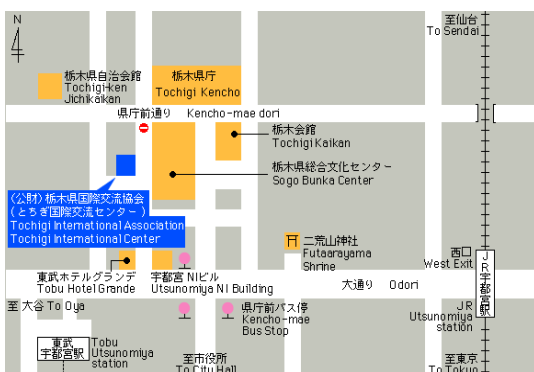 N
至仙台
To Sendai
栃木県自治会館
Tochigi-ken
Jichikaikan
栃木県庁
Tochigi Kencho
県庁前通り Kencho-mae dori
栃木会館
Tochigi Kaikan
栃木県総合文化センター
Sogo Bunka Center
(公財)栃木県国際交流協会
(とちぎ国際交流センター)
Tochigi International Association
Tochigi International Center
二荒山神社
Futaarayama
Shrine
西口
West Exit
JR宇都宮駅
東武ホテルグランデ
Tobu Hotel Grande
宇都宮 NIビル
Utsunomiya NI Building
大通り Odori
至 大谷 To Oya
県庁前バス停
Kencho-mae
Bus Stop
JR
Utsunomiya
station
東武
宇都宮駅
Tobu
Utsunomiya
station
至市役所
To City Hall
至東京
To Tokyo